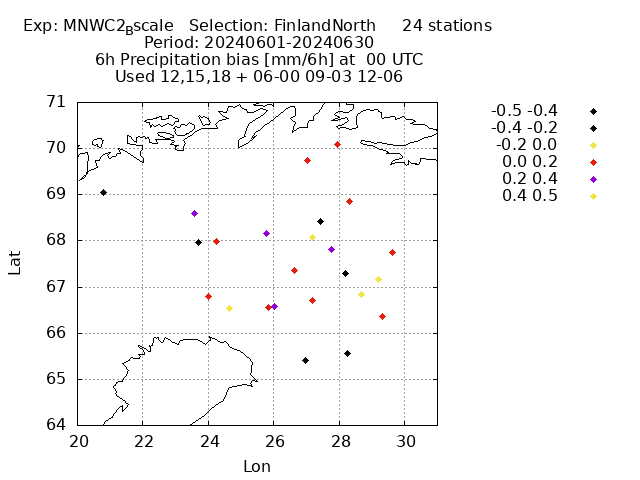 Exp: MNWC2_Bscale   Selection: FinlandNorth     24 stations
Period: 20240601-20240630
6h Precipitation bias [mm/6h] at  00 UTC
Used 12,15,18 + 06-00 09-03 12-06
-0.5 -0.4
-0.4 -0.2
-0.2 0.0
0.0 0.2
0.2 0.4
0.4 0.5
71
70
69
68
67
66
65
64
Lat
20 22 24 26 28 30
Lon